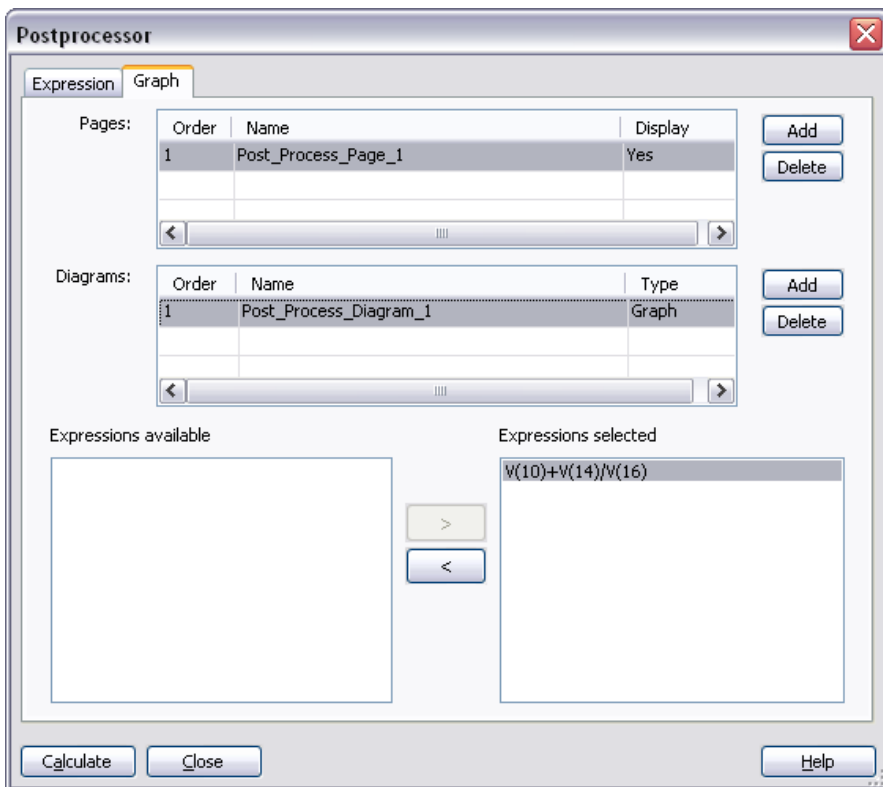 Postprocessor
Expression Graph
Pages:
Order Name Display
1 Post_Process_Page_1 Yes
Add
Delete
Diagrams:
Order Name Type
1 Post_Process_Diagram_1 Graph
Add
Delete
Expressions available
Expressions selected
V(10)+V(14)/V(16)
>
<
Calculate Close Help